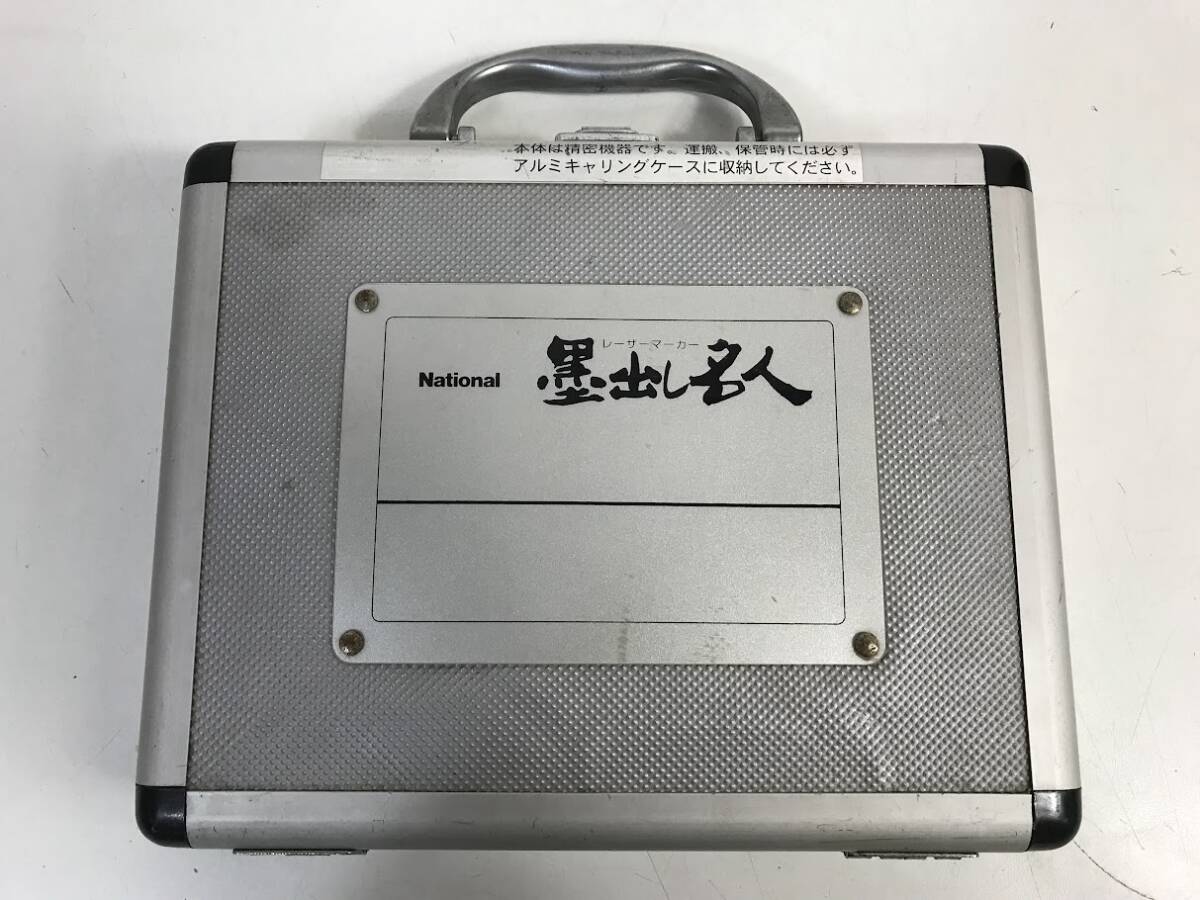 本体は精密機器です。運搬、保管時には必ず
アルミキャリングケースに収納してください。
レーザーマーカー
National 墨出し名人